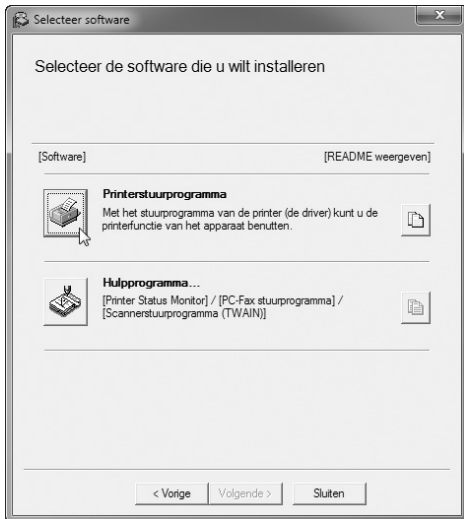 Selecteer software
Selecteer de software die u wilt installeren
[Software] [README weergeven]
Printerstuurprogramma
Met het stuurprogramma van de printer (de driver) kunt u de
printerfunctie van het apparaat benutten.
Hulpprogramma...
[Printer Status Monitor] / [PC-Fax stuurprogramma] /
[Scannerstuurprogramma (TWAIN)]
< Vorige Volgende > Sluiten